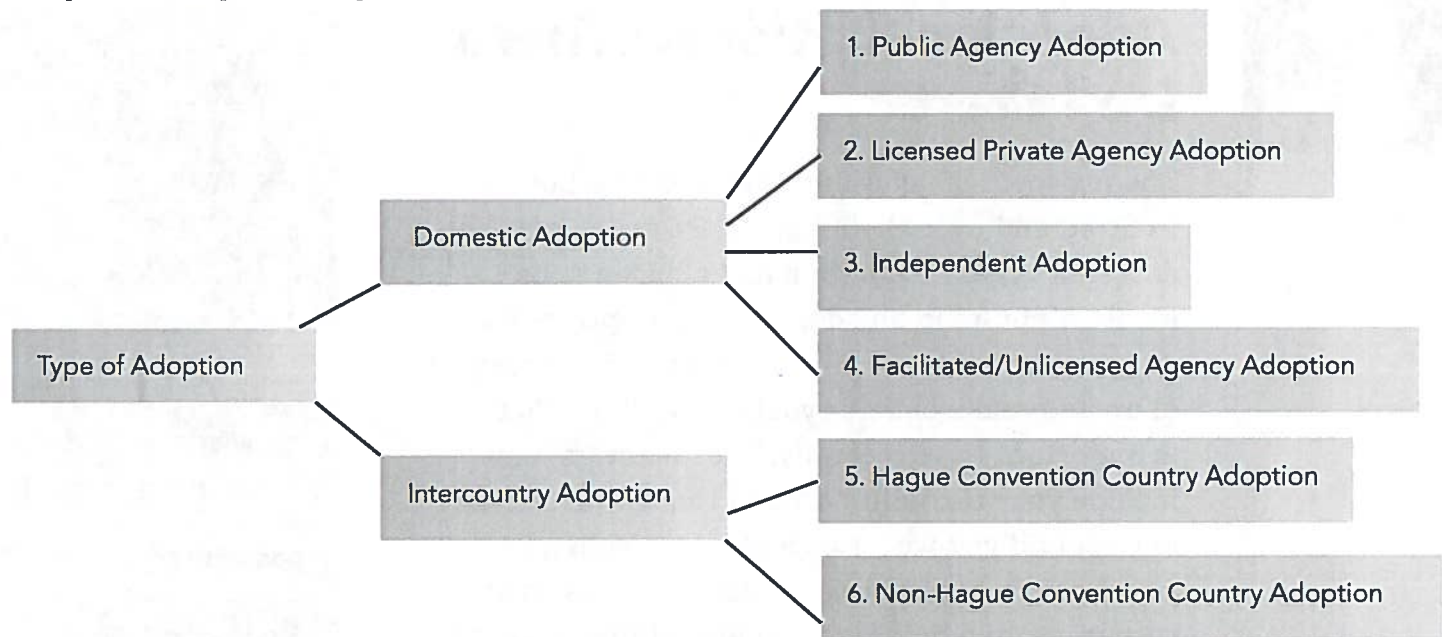 1. Public Agency Adoption
2. Licensed Private Agency Adoption
Domestic Adoption
3. Independent Adoption
Type of Adoption
4. Facilitated/Unlicensed Agency Adoption
Intercountry Adoption
5. Hague Convention Country Adoption
6. Non-Hague Convention Country Adoption